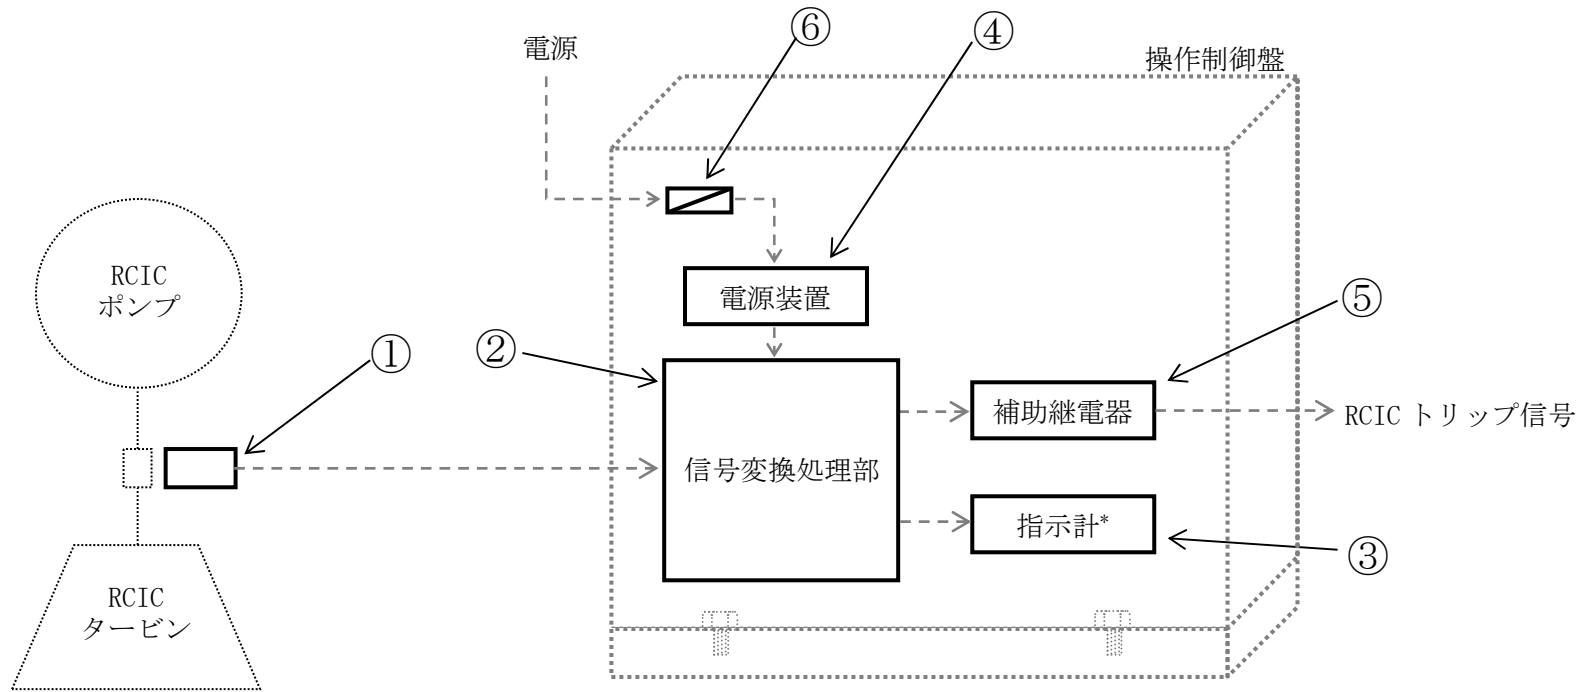 ⑥
④
電源
操作制御盤
RCIC
ポンプ
①
②
電源装置
⑤
補助継電器
RCIC トリップ信号
信号変換処理部
指示計*
③
RCIC
タービン